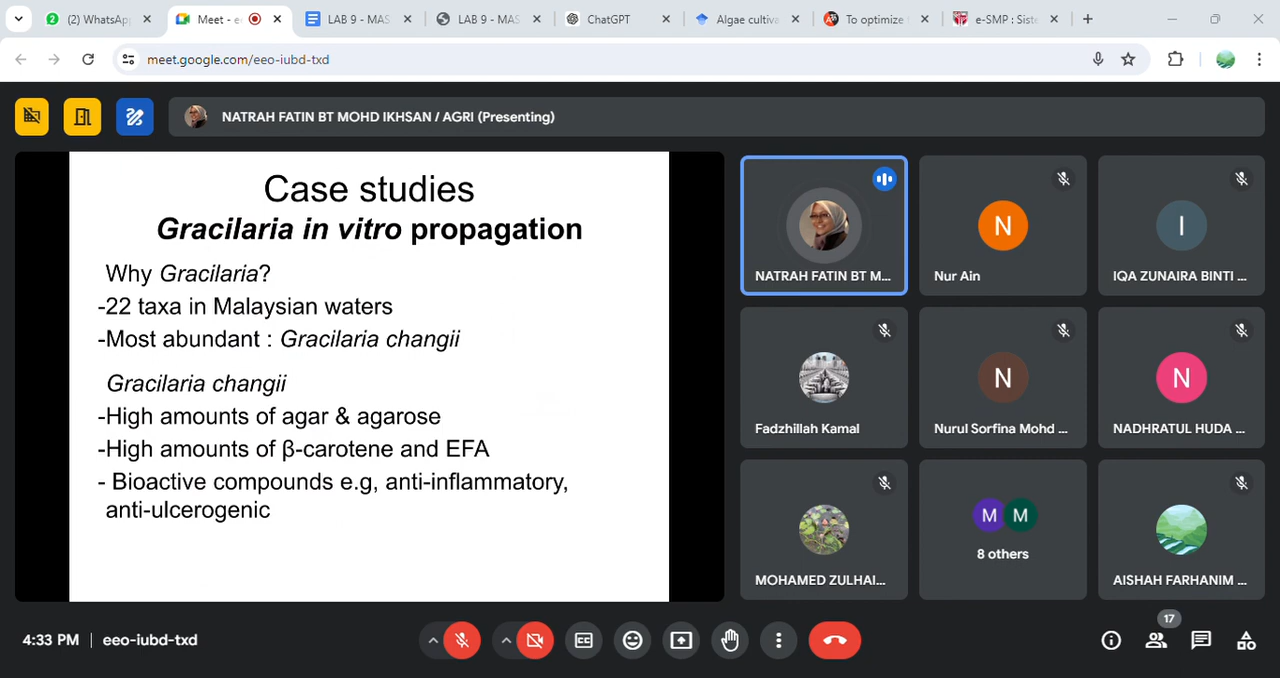 (2) WhatsApp
Meet - ee
LAB 9 - MAS
LAB 9 - MAS
ChatGPT
Algae cultiva
To optimize
e-SMP : Siste
meet.google.com/eeo-iubd-txd
NATRAH FATIN BT MOHD IKHSAN / AGRI (Presenting)
Case studies
Gracilaria in vitro propagation
Why Gracilaria?
-22 taxa in Malaysian waters
-Most abundant : Gracilaria changii
Gracilaria changii
-High amounts of agar & agarose
-High amounts of β-carotene and EFA
- Bioactive compounds e.g, anti-inflammatory,
anti-ulcerogenic
NATRAH FATIN BT M...
N
Nur Ain
I
IQA ZUNAIRA BINTI ...
Fadzhillah Kamal
N
Nurul Sorfina Mohd ...
N
NADHRATUL HUDA ...
MOHAMED ZULHAI...
M M
8 others
AISHAH FARHANIM ...
4:33 PM | eeo-iubd-txd
17